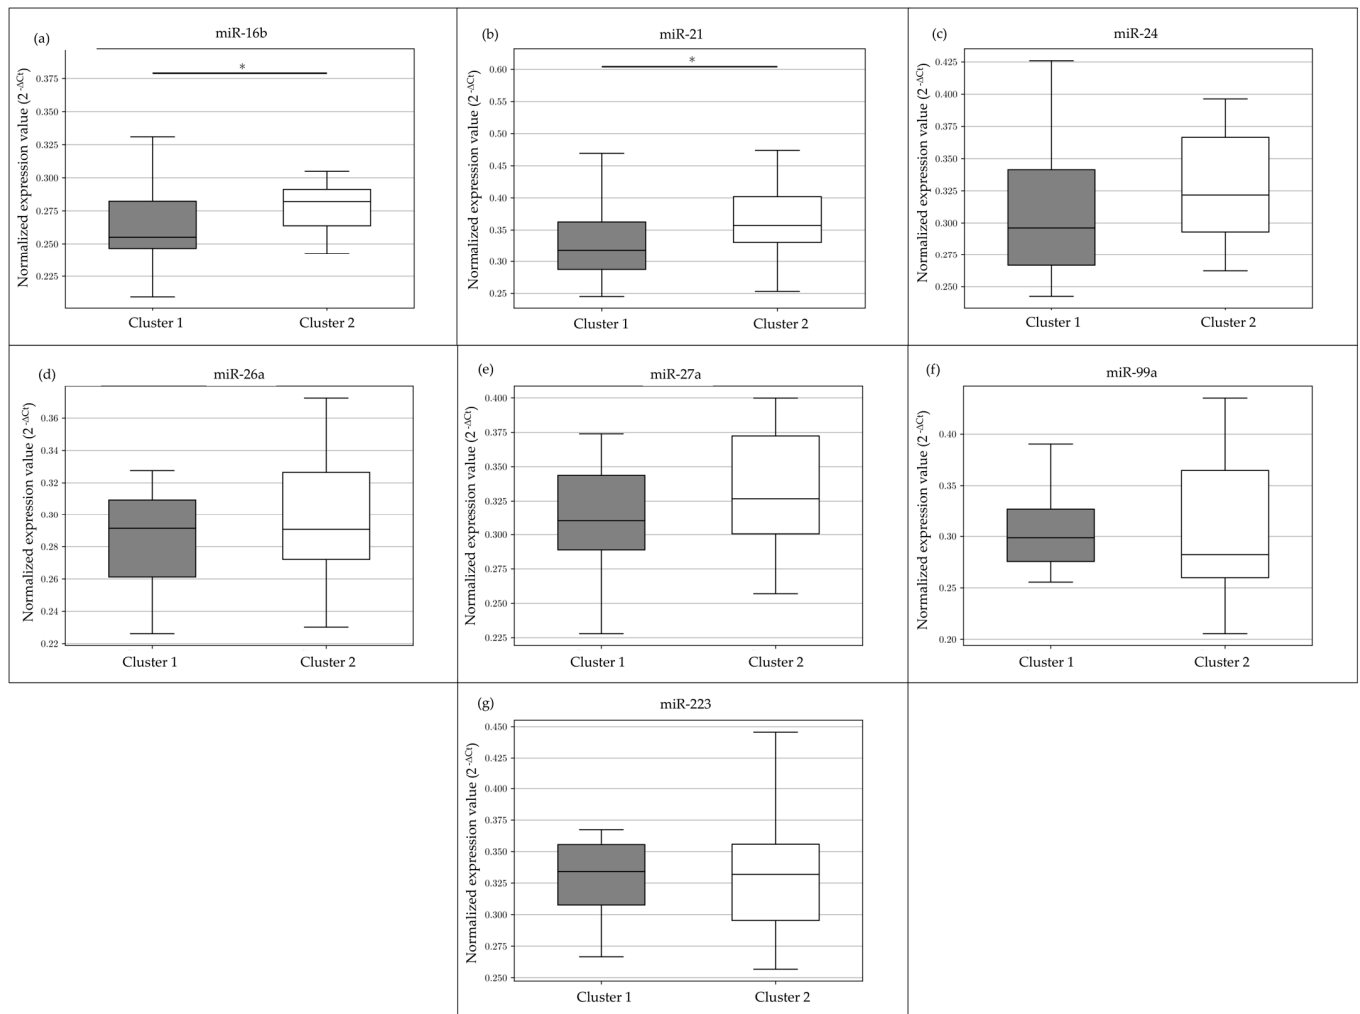 (a)
miR-16b
*
Normalized expression value (2^-ΔCt)
0.375
0.350
0.325
0.300
0.275
0.250
0.225
Cluster 1
Cluster 2
(b)
miR-21
*
Normalized expression value (2^-ΔCt)
0.60
0.55
0.50
0.45
0.40
0.35
0.30
0.25
Cluster 1
Cluster 2
(c)
miR-24
Normalized expression value (2^-ΔCt)
0.425
0.400
0.375
0.350
0.325
0.300
0.275
0.250
Cluster 1
Cluster 2
(d)
miR-26a
Normalized expression value (2^-ΔCt)
0.36
0.34
0.32
0.30
0.28
0.26
0.24
0.22
Cluster 1
Cluster 2
(e)
miR-27a
Normalized expression value (2^-ΔCt)
0.400
0.375
0.350
0.325
0.300
0.275
0.250
0.225
Cluster 1
Cluster 2
(f)
miR-99a
Normalized expression value (2^-ΔCt)
0.40
0.35
0.30
0.25
0.20
Cluster 1
Cluster 2
(g)
miR-223
Normalized expression value (2^-ΔCt)
0.450
0.425
0.400
0.375
0.350
0.325
0.300
0.275
0.250
Cluster 1
Cluster 2